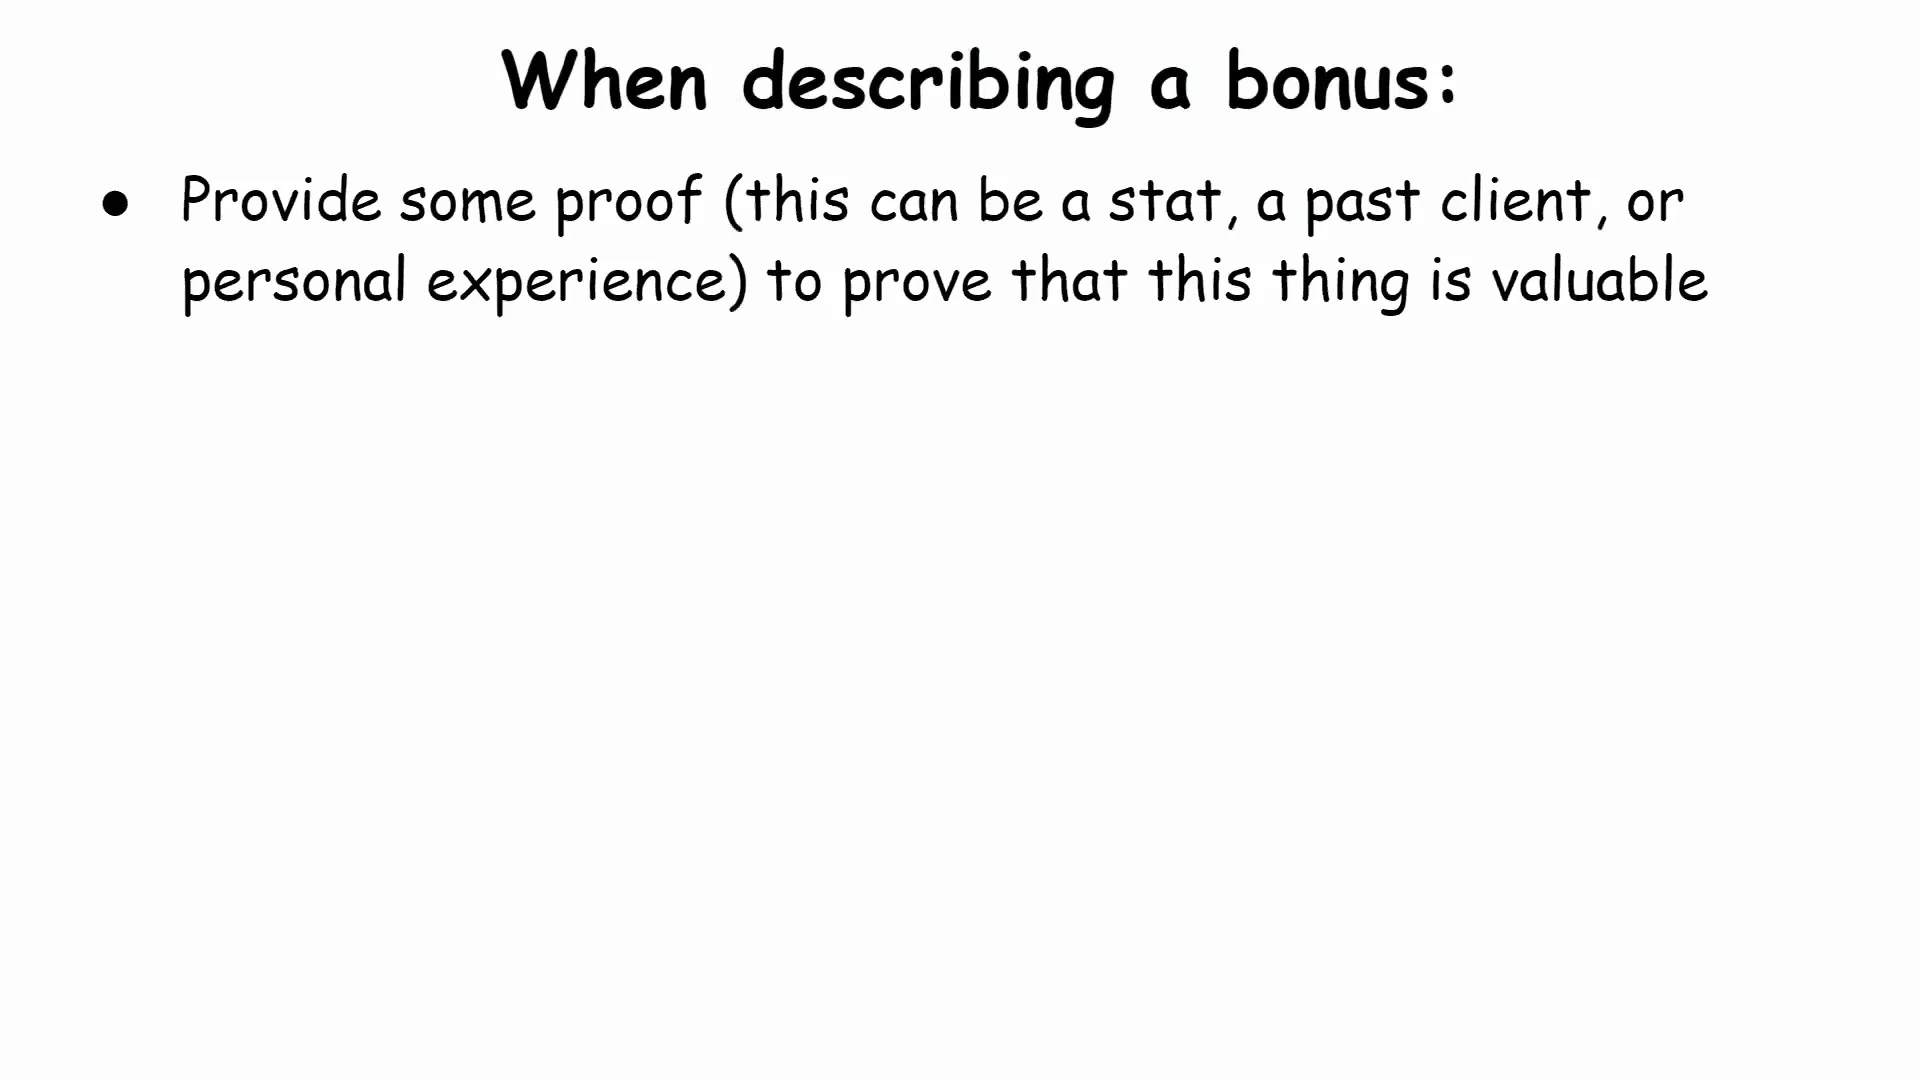 When describing a bonus:
● Provide some proof (this can be a stat, a past client, or
personal experience) to prove that this thing is valuable